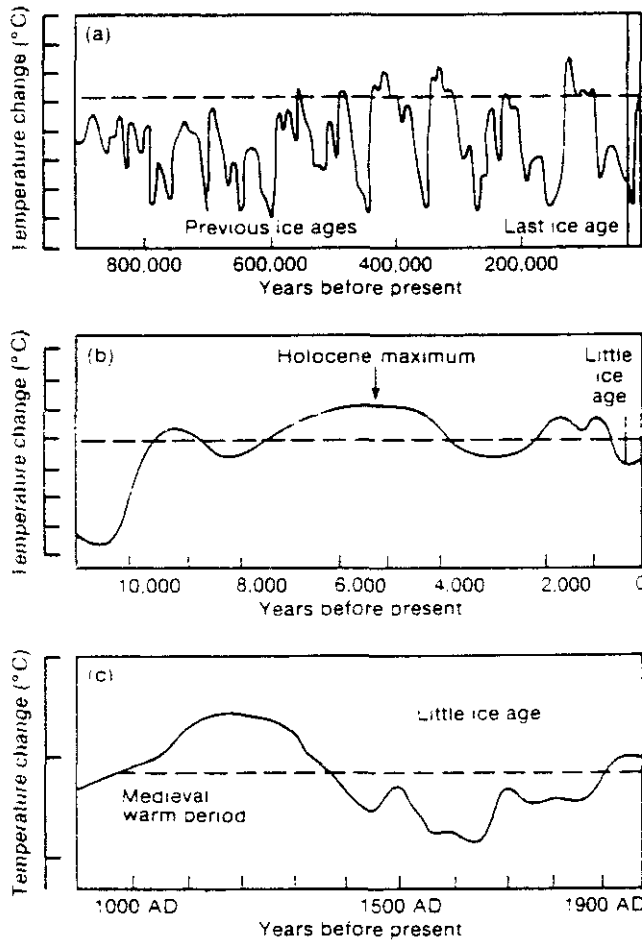 Temperature change (°C)
(a)
Previous ice ages
Last ice age
800,000
600,000
400,000
200,000
Years before present
Temperature change (°C)
(b)
Holocene maximum
Little
ice
age
10,000
8,000
6,000
4,000
2,000
0
Years before present
Temperature change (°C)
(c)
Little ice age
Medieval
warm period
1000 AD
1500 AD
1900 AD
Years before present